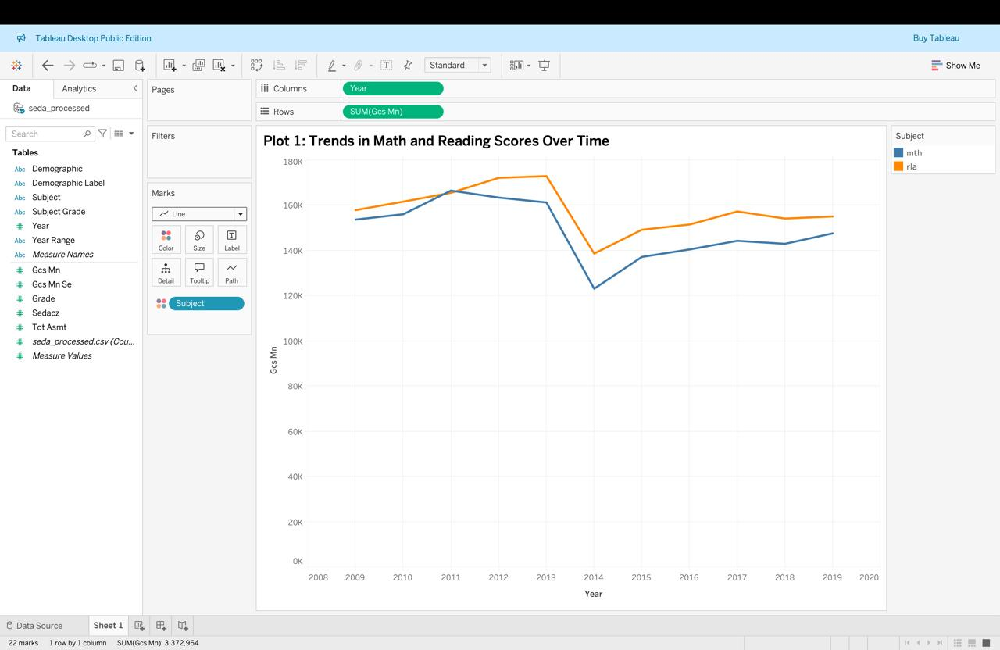 Tableau Desktop Public Edition
Buy Tableau
Standard
Show Me
Data
Analytics
seda_processed
Search
Tables
Abc Demographic
Abc Demographic Label
Abc Subject
Abc Subject Grade
Year
Abc Year Range
Abc Measure Names
Gcs Mn
Gcs Mn Se
Grade
Sedacz
Tot Asmt
seda_processed.csv (Cou...
Measure Values
Pages
Filters
Marks
Line
Color
Size
Label
Detail
Tooltip
Path
Subject
Columns
Year
Rows
SUM(Gcs Mn)
Plot 1: Trends in Math and Reading Scores Over Time
180K
160K
140K
120K
100K
80K
60K
40K
20K
0K
Gcs Mn
2008 2009 2010 2011 2012 2013 2014 2015 2016 2017 2018 2019 2020
Year
Subject
mth
rla
Data Source
Sheet 1
22 marks 1 row by 1 column SUM(Gcs Mn): 3,372,964